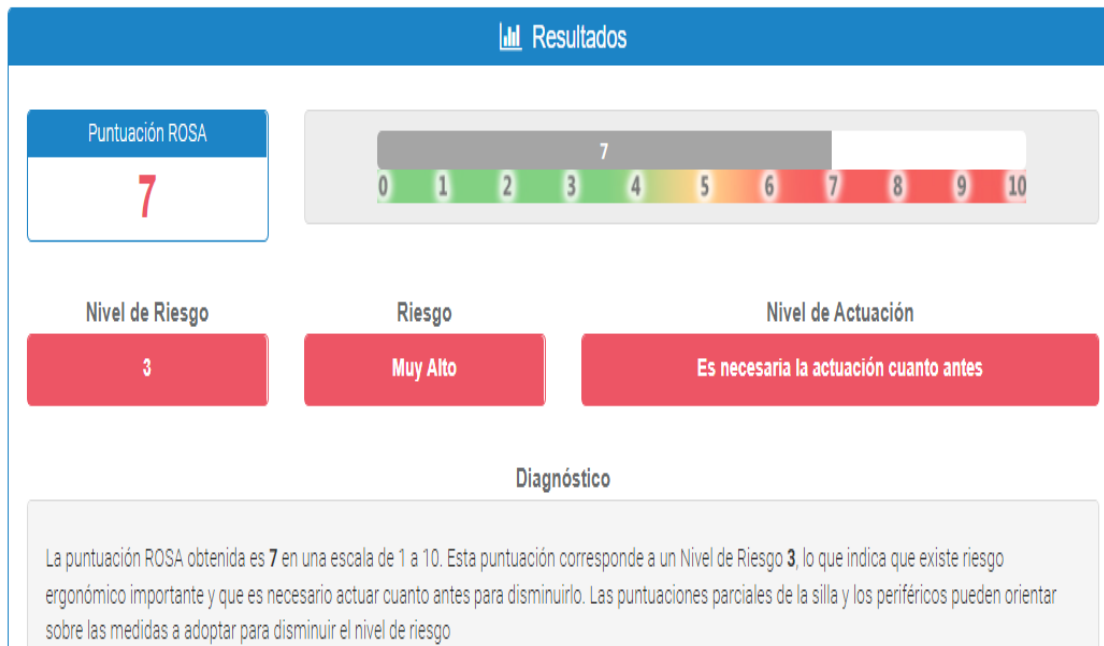 Resultados
Puntuación ROSA
7
7
0 1 2 3 4 5 6 7 8 9 10
Nivel de Riesgo
Riesgo
Nivel de Actuación
3
Muy Alto
Es necesaria la actuación cuanto antes
Diagnóstico
La puntuación ROSA obtenida es 7 en una escala de 1 a 10. Esta puntuación corresponde a un Nivel de Riesgo 3, lo que indica que existe riesgo
ergonómico importante y que es necesario actuar cuanto antes para disminuirlo. Las puntuaciones parciales de la silla y los periféricos pueden orientar
sobre las medidas a adoptar para disminuir el nivel de riesgo